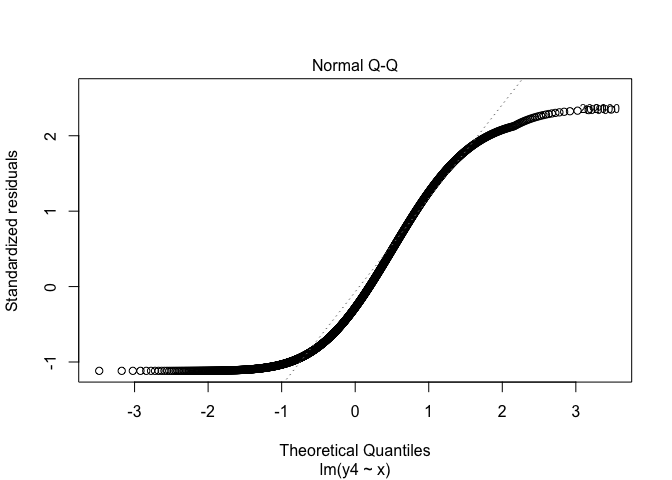 Normal Q-Q
Standardized residuals
2
1
0
-1
-3
-2
-1
0
1
2
3
Theoretical Quantiles
lm(y4 ~ x)